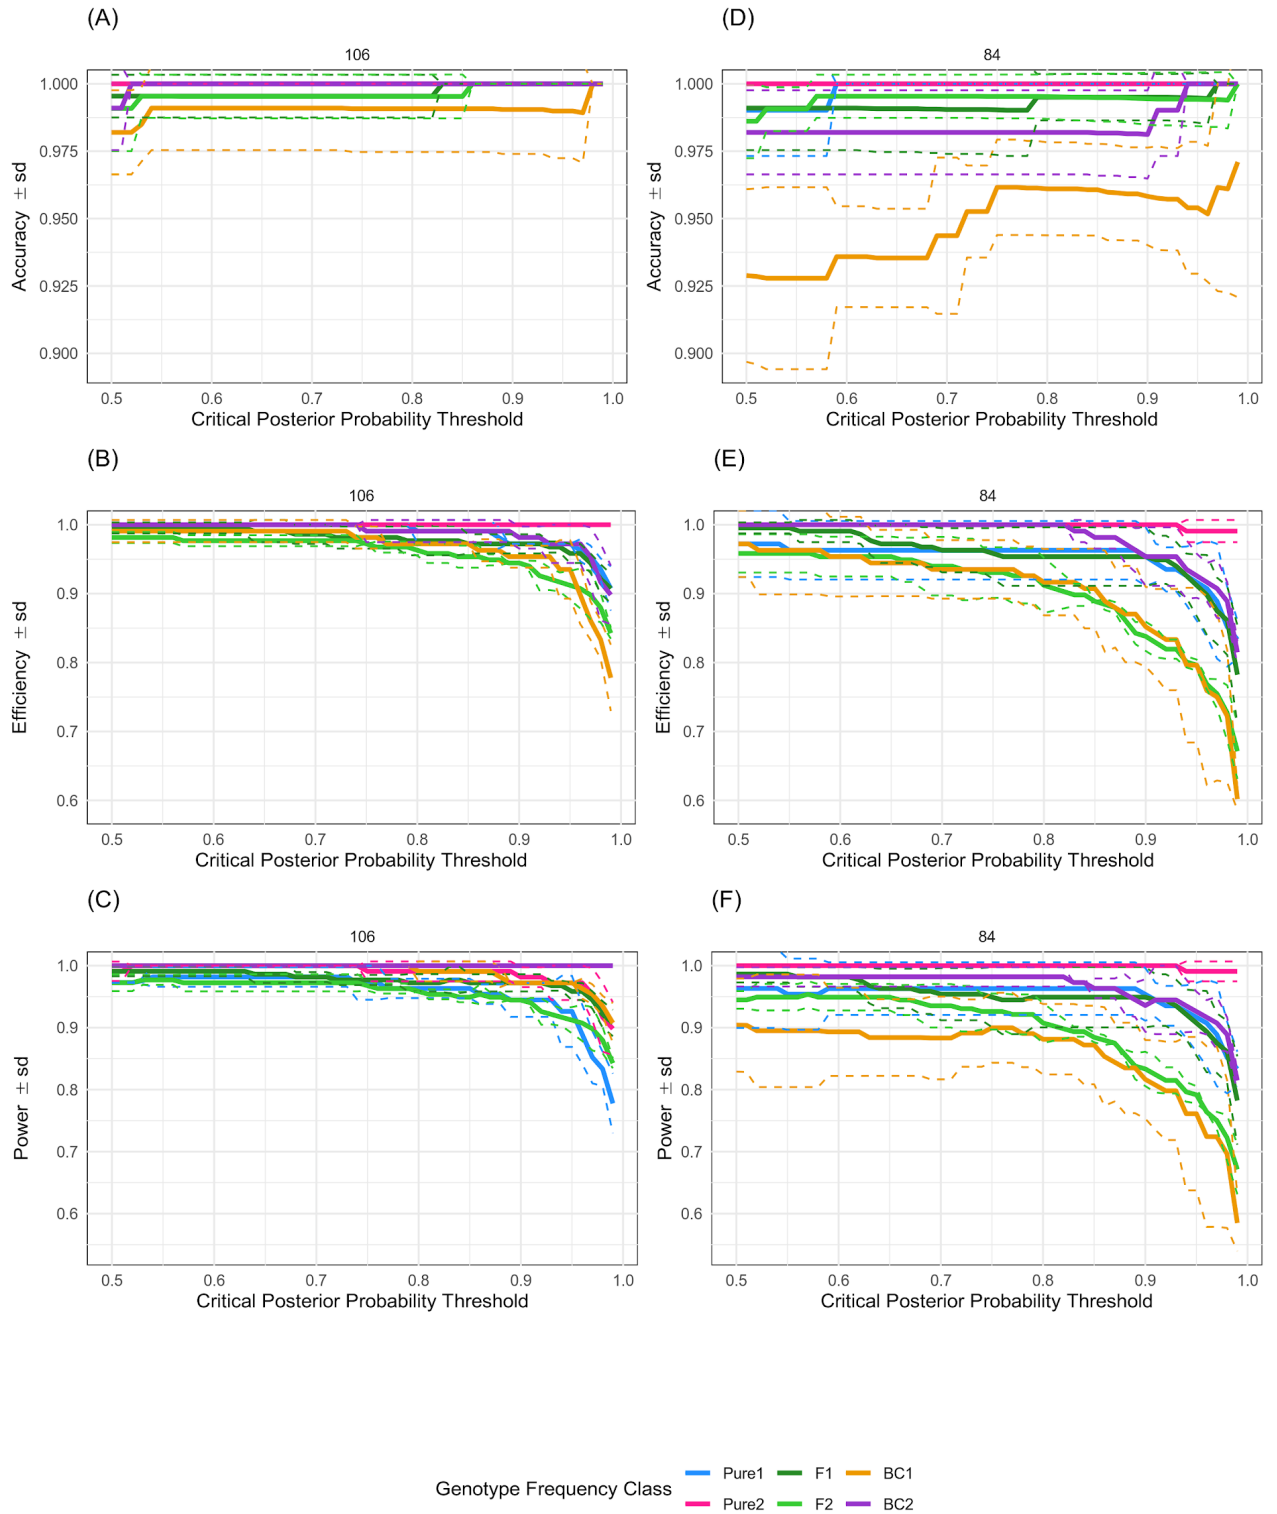 (A)
106
1.000
0.975
0.950
0.925
0.900
Accuracy ± sd
0.5 0.6 0.7 0.8 0.9 1.0
Critical Posterior Probability Threshold
(D)
84
1.000
0.975
0.950
0.925
0.900
Accuracy ± sd
0.5 0.6 0.7 0.8 0.9 1.0
Critical Posterior Probability Threshold
(B)
106
1.0
0.9
0.8
0.7
0.6
Efficiency ± sd
0.5 0.6 0.7 0.8 0.9 1.0
Critical Posterior Probability Threshold
(E)
84
1.0
0.9
0.8
0.7
0.6
Efficiency ± sd
0.5 0.6 0.7 0.8 0.9 1.0
Critical Posterior Probability Threshold
(C)
106
1.0
0.9
0.8
0.7
0.6
Power ± sd
0.5 0.6 0.7 0.8 0.9 1.0
Critical Posterior Probability Threshold
(F)
84
1.0
0.9
0.8
0.7
0.6
Power ± sd
0.5 0.6 0.7 0.8 0.9 1.0
Critical Posterior Probability Threshold
Genotype Frequency Class
Pure1 F1 BC1
Pure2 F2 BC2